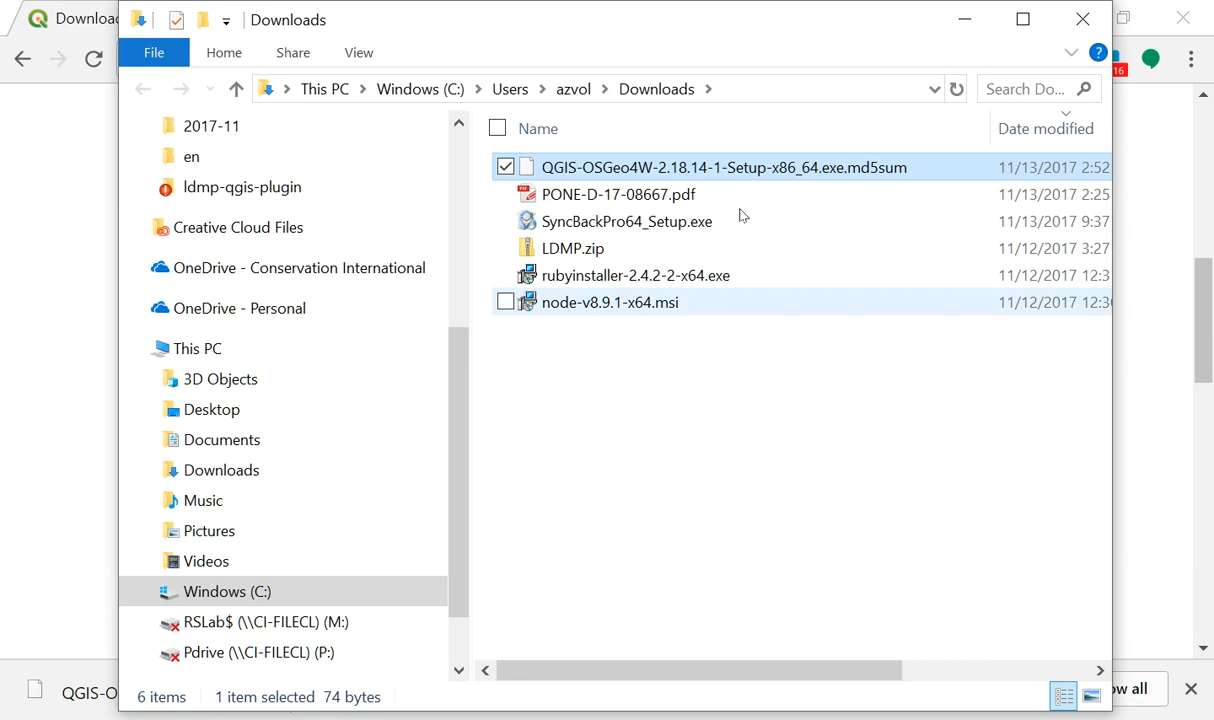 Downloa
Downloads
File
Home
Share
View
?
16
This PC
Windows (C:)
Users
azvol
Downloads
Search Do...
2017-11
en
ldmp-qgis-plugin
Creative Cloud Files
OneDrive - Conservation International
OneDrive - Personal
This PC
3D Objects
Desktop
Documents
Downloads
Music
Pictures
Videos
Windows (C:)
RSLab$ (\\CI-FILECL) (M:)
Pdrive (\\CI-FILECL) (P:)
Name Date modified
QGIS-OSGeo4W-2.18.14-1-Setup-x86_64.exe.md5sum 11/13/2017 2:52
PONE-D-17-08667.pdf 11/13/2017 2:25
SyncBackPro64_Setup.exe 11/13/2017 9:37
LDMP.zip 11/12/2017 3:27
rubyinstaller-2.4.2-2-x64.exe 11/12/2017 12:3
node-v8.9.1-x64.msi 11/12/2017 12:30
6 items 1 item selected 74 bytes
QGIS-O
ow all